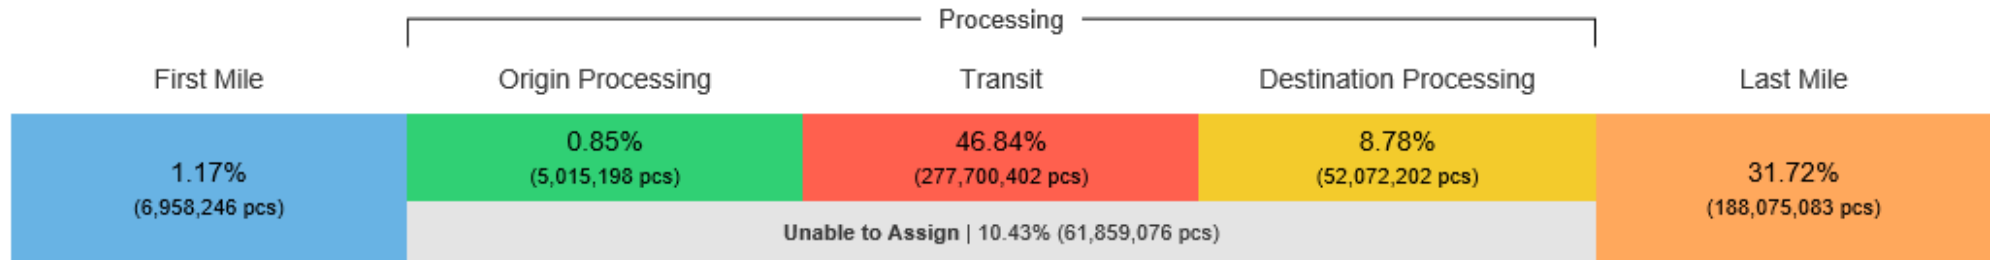 Processing
First Mile
Origin Processing
Transit
Destination Processing
Last Mile
1.17%
(6,958,246 pcs)
0.85%
(5,015,198 pcs)
46.84%
(277,700,402 pcs)
8.78%
(52,072,202 pcs)
31.72%
(188,075,083 pcs)
Unable to Assign | 10.43% (61,859,076 pcs)